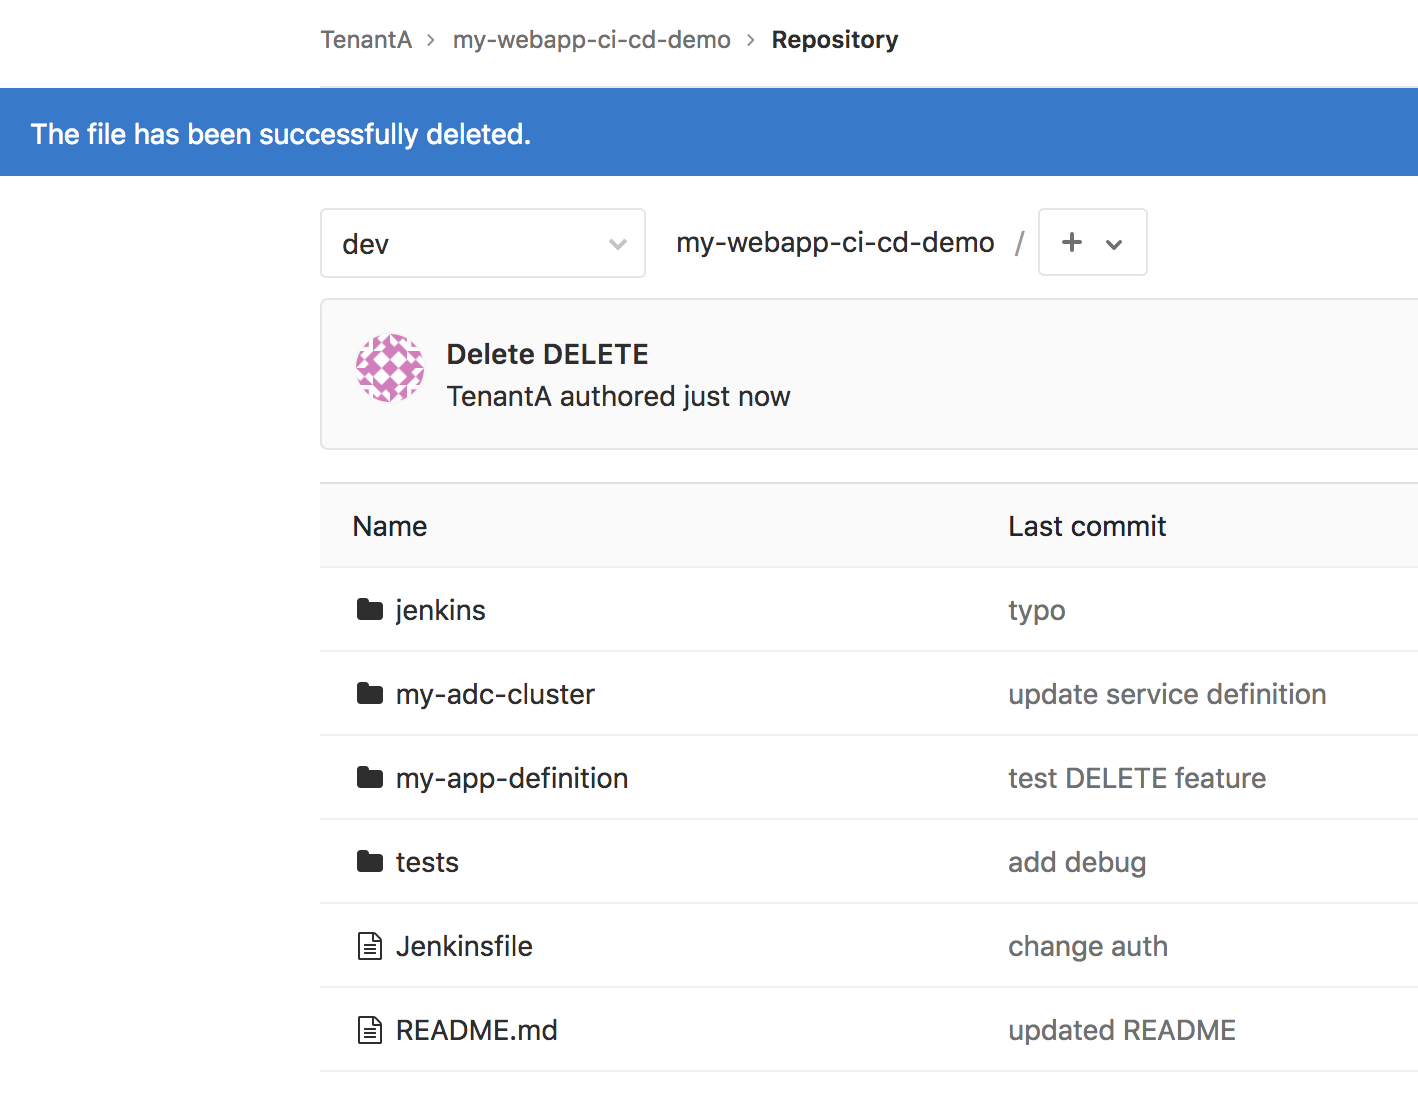 TenantA > my-webapp-ci-cd-demo > Repository
The file has been successfully deleted.
dev my-webapp-ci-cd-demo / +
Delete DELETE
TenantA authored just now
Name Last commit
jenkins typo
my-adc-cluster update service definition
my-app-definition test DELETE feature
tests add debug
Jenkinsfile change auth
README.md updated README